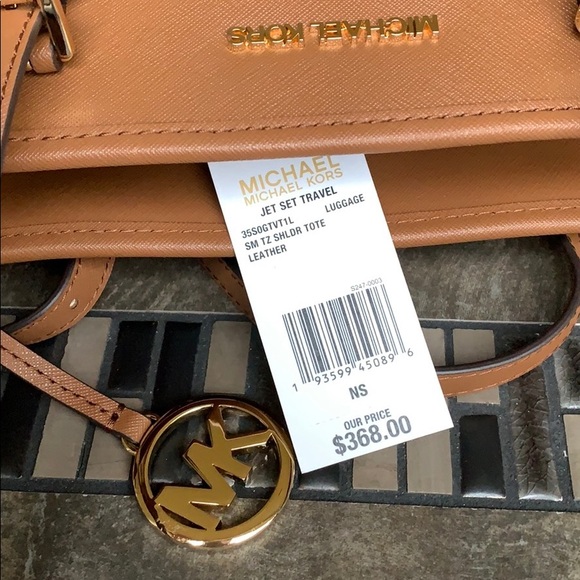 MICHAEL KORS
MICHAEL
MICHAEL KORS
JET SET TRAVEL
35S0GTVT1L LUGGAGE
SM TZ SHLDR TOTE
LEATHER
S247-0003
1 93599 45089 6
NS
OUR PRICE
$368.00
MK